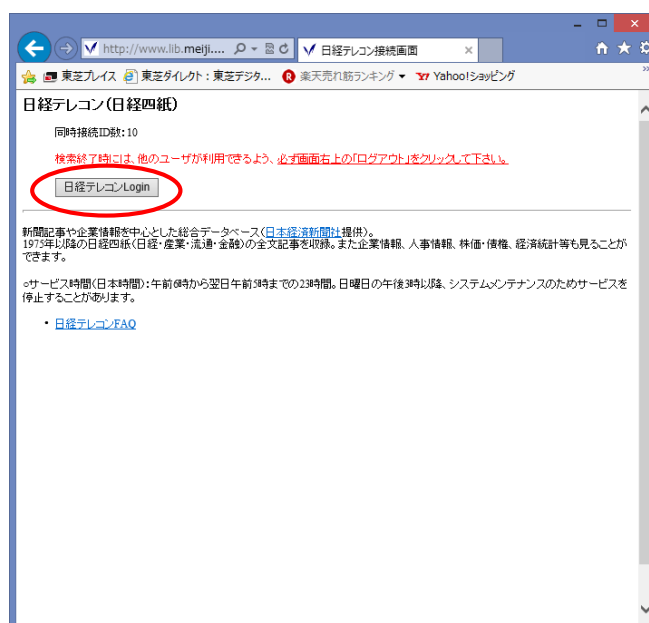 http://www.lib.meiji....
日経テレコン接続画面
東芝プレイス 東芝ダイレクト：東芝デジタ... 楽天売れ筋ランキング Yahoo!ショッピング
日経テレコン(日経四紙)
同時接続ID数:10
検索終了時には、他のユーザが利用できるよう、必ず画面右上の「ログアウト」をクリックして下さい。
日経テレコンLogin
新聞記事や企業情報を中心とした総合データベース(日本経済新聞社提供)。
1975年以降の日経四紙(日経・産業・流通・金融)の全文記事を収録。また企業情報、人事情報、株価・債権、経済統計等も見ることが
できます。
○サービス時間(日本時間):午前6時から翌日午前5時までの23時間。日曜日の午後3時以降、システムメンテナンスのためサービスを
停止することがあります。
• 日経テレコンFAQ